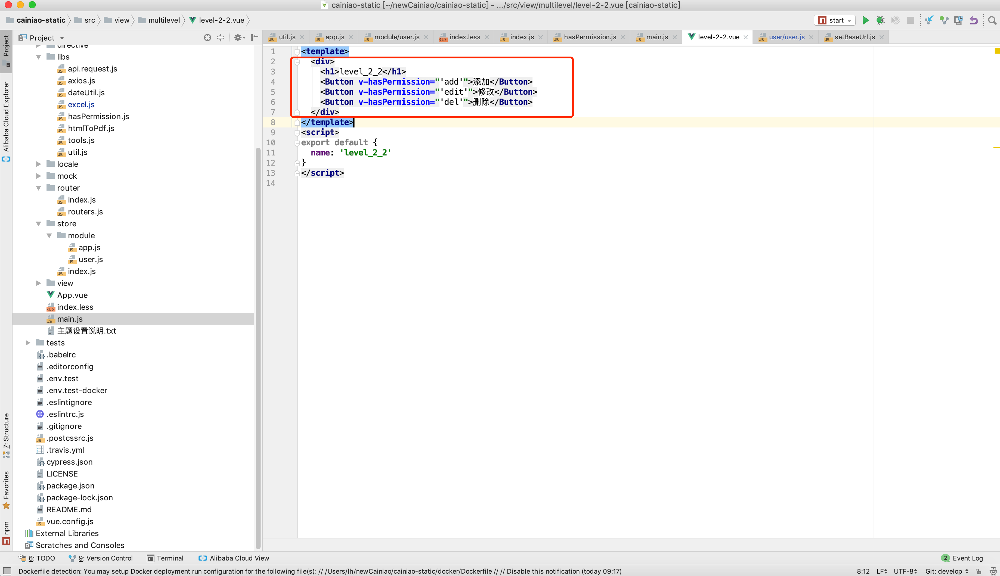 cainiao-static [~/newCainiao/cainiao-static] - .../src/view/multilevel/level-2-2.vue [cainiao-static]
cainiao-static src view multilevel level-2-2.vue
start
Project
util.js app.js module/user.js index.less index.js hasPermission.js main.js level-2-2.vue user/user.js setBaseUrl.js
Project
Alibaba Cloud Explorer
Z: Structure
Favorites
npm
directive
libs
api.request.js
axios.js
dateUtil.js
excel.js
hasPermission.js
htmlToPdf.js
tools.js
util.js
locale
mock
router
index.js
routers.js
store
module
app.js
user.js
index.js
view
App.vue
index.less
main.js
主题设置说明.txt
tests
.babelrc
.editorconfig
.env.test
.env.test-docker
.eslintignore
.eslintrc.js
.gitignore
.postcssrc.js
.travis.yml
cypress.json
LICENSE
package.json
package-lock.json
README.md
vue.config.js
External Libraries
Scratches and Consoles
1 <template>
2 <div>
3 <h1>level_2_2</h1>
4 <Button v-hasPermission="'add'">添加</Button>
5 <Button v-hasPermission="'edit'">修改</Button>
6 <Button v-hasPermission="'del'">删除</Button>
7 </div>
8 </template>
9 <script>
10 export default {
11 name: 'level_2_2'
12 }
13 </script>
14
6: TODO 9: Version Control Terminal Alibaba Cloud View 2 Event Log
Dockerfile detection: You may setup Docker deployment run configuration for the following file(s): // /Users/lh/newCainiao/cainiao-static/docker/Dockerfile // // Disable this notification (today 09:17) 8:12 LF UTF-8 Git: develop